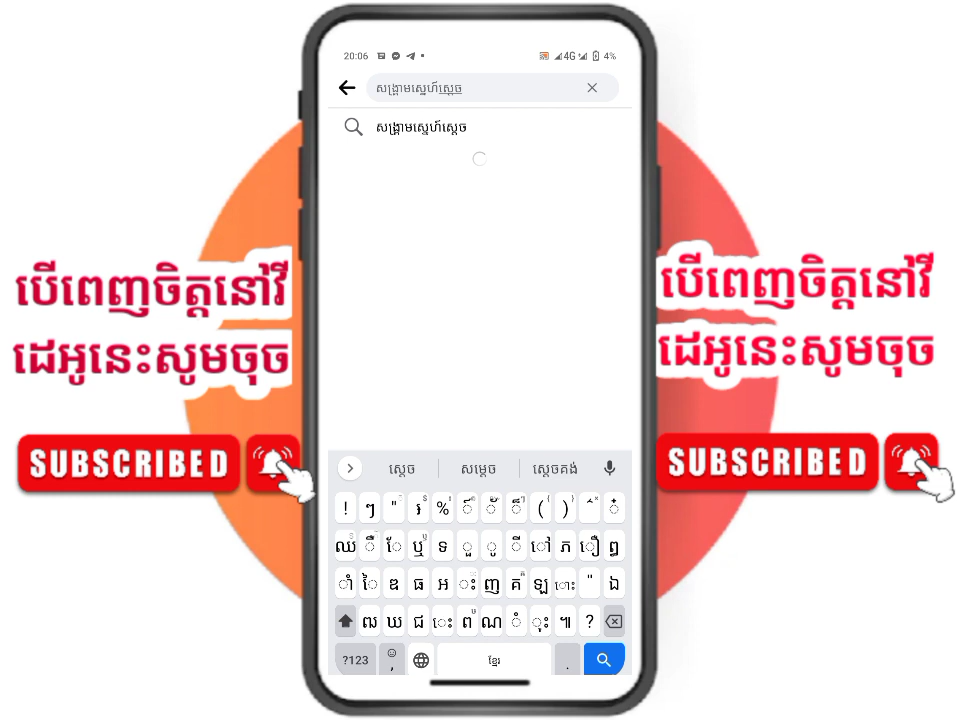 20:06
4G
4%
សង្គ្រាមស្នេហ៍ស្ដេច
សង្គ្រាមស្នេហ៍ស្ដេច
បើពេញចិត្តនៅវី
ដេអូនេះសូមចុច
SUBSCRIBED
បើពេញចិត្តនៅវី
ដេអូនេះសូមចុច
SUBSCRIBED
ស្ដេច សម្ដេច ស្ដេចគង់
?123
ខ្មែរ